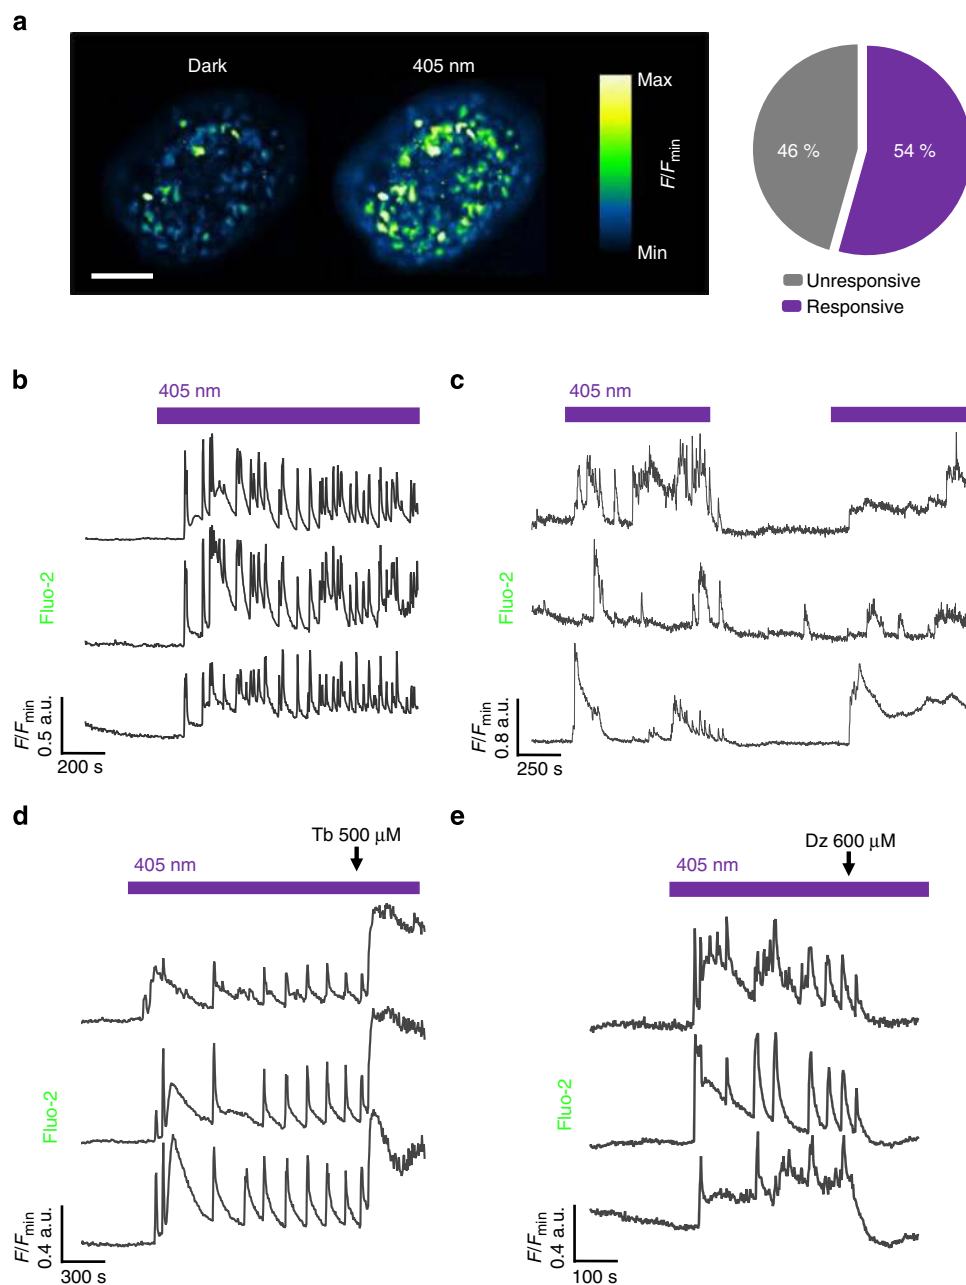 a
Dark
405 nm
Max
F/Fmin
Min
46 %
54 %
Unresponsive
Responsive
b
405 nm
Fluo-2
F/Fmin
0.5 a.u.
200 s
c
405 nm
Fluo-2
F/Fmin
0.8 a.u.
250 s
d
Tb 500 μM
405 nm
Fluo-2
F/Fmin
0.4 a.u.
300 s
e
Dz 600 μM
405 nm
Fluo-2
F/Fmin
0.4 a.u.
100 s